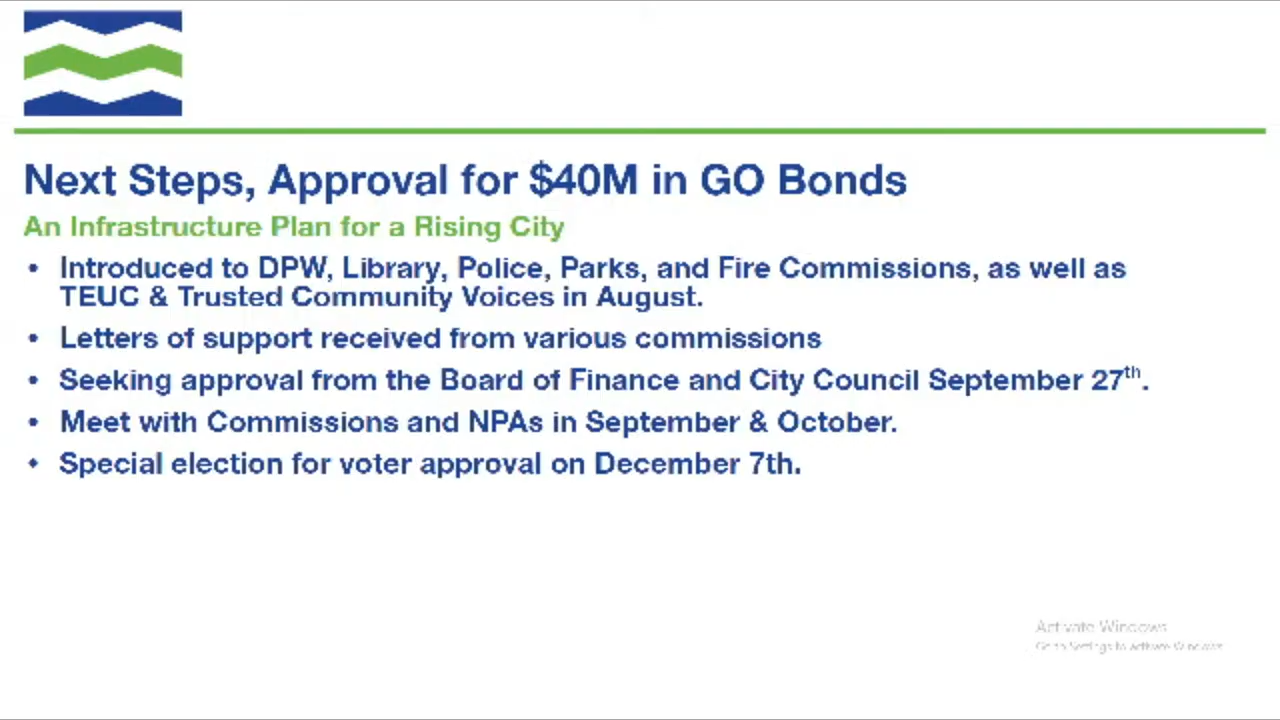 Next Steps, Approval for $40M in GO Bonds
An Infrastructure Plan for a Rising City
• Introduced to DPW, Library, Police, Parks, and Fire Commissions, as well as
TEUC & Trusted Community Voices in August.
• Letters of support received from various commissions
• Seeking approval from the Board of Finance and City Council September 27th.
• Meet with Commissions and NPAs in September & October.
• Special election for voter approval on December 7th.
Activate Windows
Go to Settings to activate Windows.